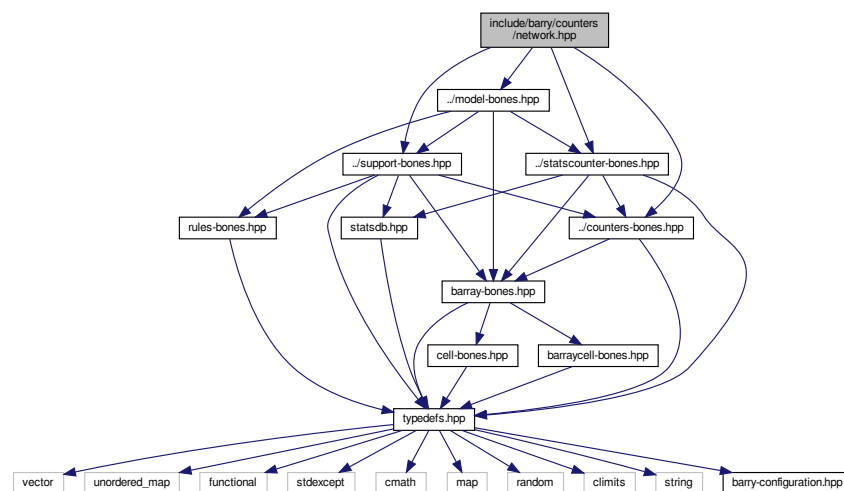 include/barry/counters
/network.hpp
../model-bones.hpp
../support-bones.hpp
../statscounter-bones.hpp
rules-bones.hpp
statsdb.hpp
../counters-bones.hpp
barray-bones.hpp
cell-bones.hpp
barraycell-bones.hpp
typedefs.hpp
vector
unordered_map
functional
stdexcept
cmath
map
random
climits
string
barry-configuration.hpp